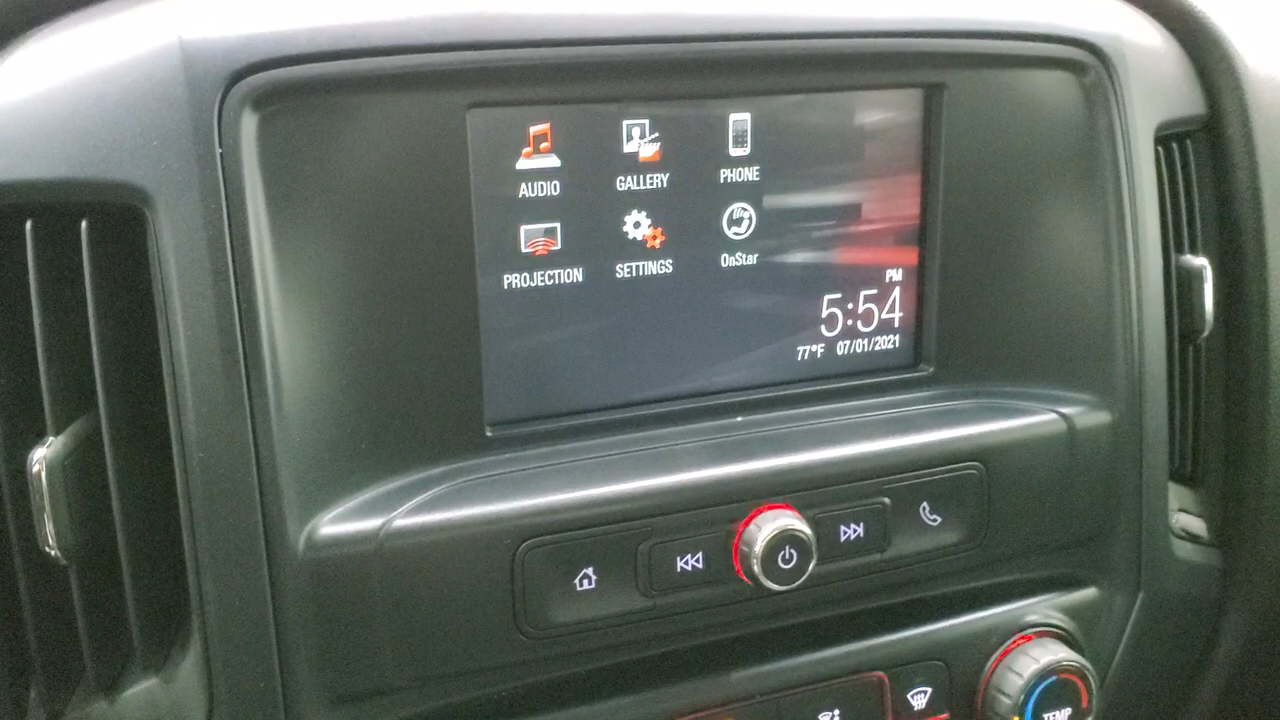 AUDIO GALLERY PHONE
PROJECTION SETTINGS OnStar
PM
5:54
77°F 07/01/2021
TEMP